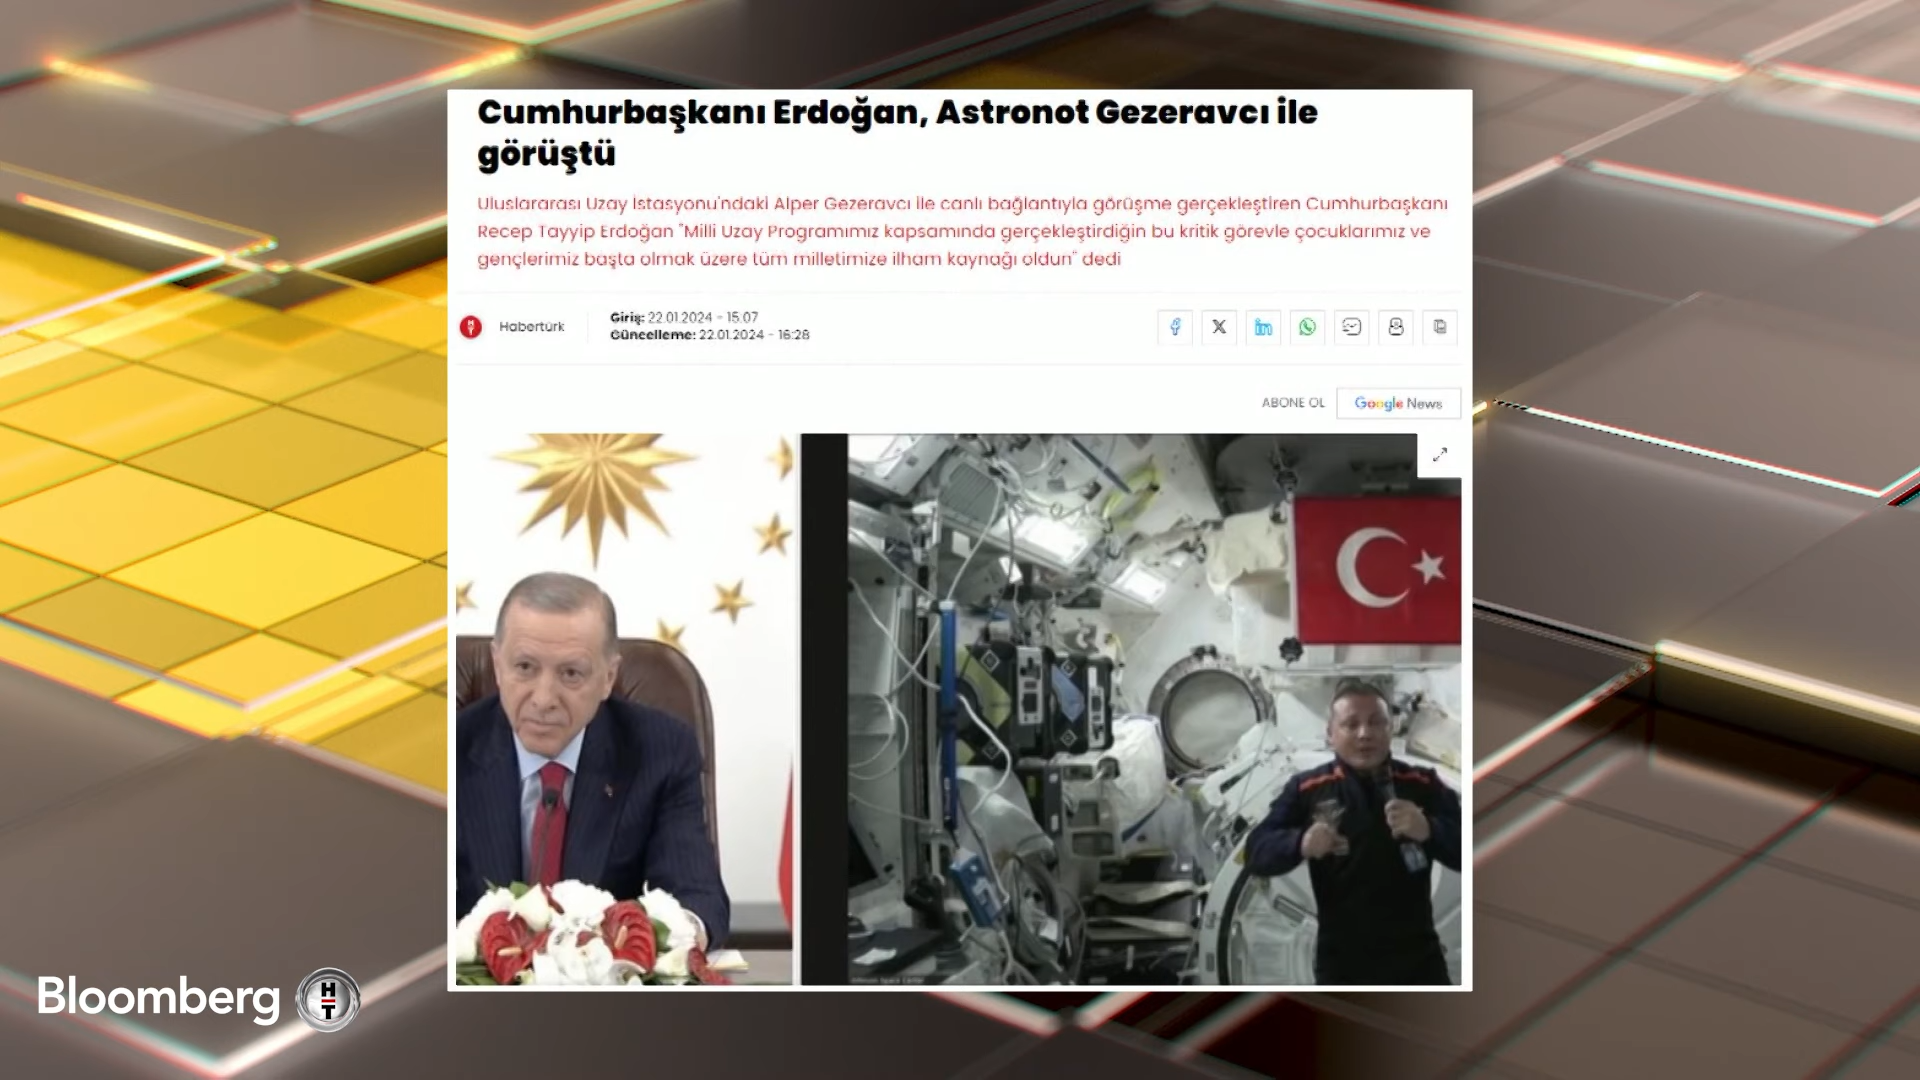 Cumhurbaşkanı Erdoğan, Astronot Gezeravcı ile
görüştü
Uluslararası Uzay İstasyonu'ndaki Alper Gezeravcı ile canlı bağlantıyla görüşme gerçekleştiren Cumhurbaşkanı
Recep Tayyip Erdoğan "Milli Uzay Programımız kapsamında gerçekleştirdiğin bu kritik görevle çocuklarımız ve
gençlerimiz başta olmak üzere tüm milletimize ilham kaynağı oldun" dedi
Habertürk
Giriş: 22.01.2024 - 15:07
Güncelleme: 22.01.2024 - 16:28
ABONE OL
Google News
Bloomberg HT